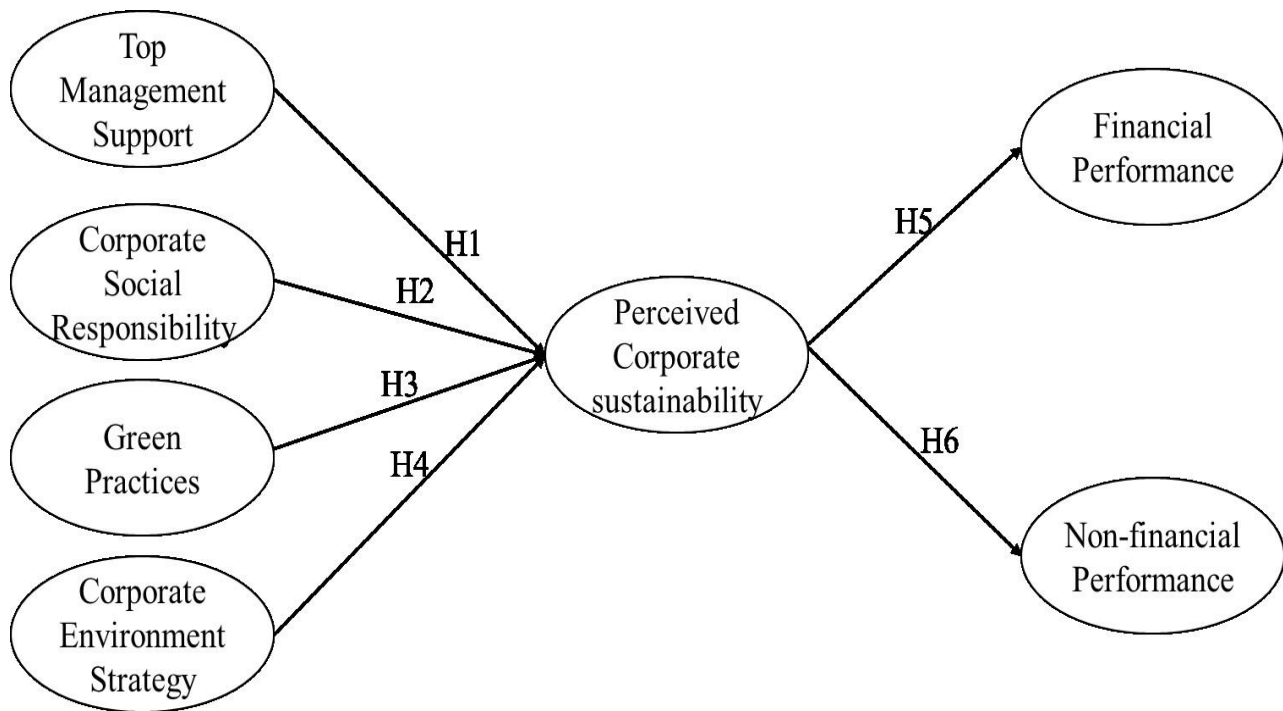 Top
Management
Support
Corporate
Social
Responsibility
Green
Practices
Corporate
Environment
Strategy
H1
H2
H3
H4
Perceived
Corporate
sustainability
H5
H6
Financial
Performance
Non-financial
Performance